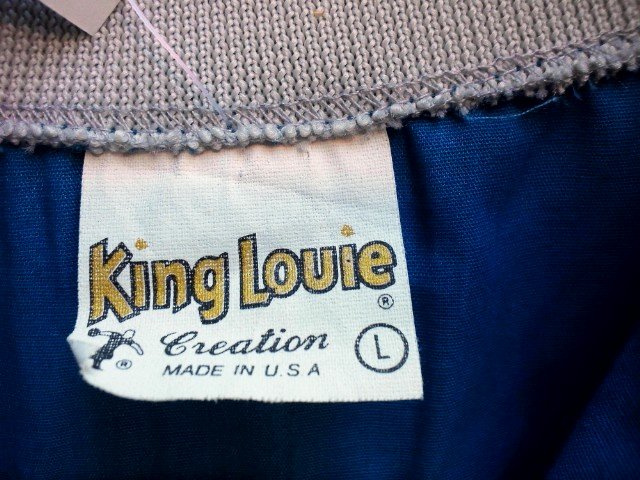 King Louie ®
® Creation L
MADE IN U.S A